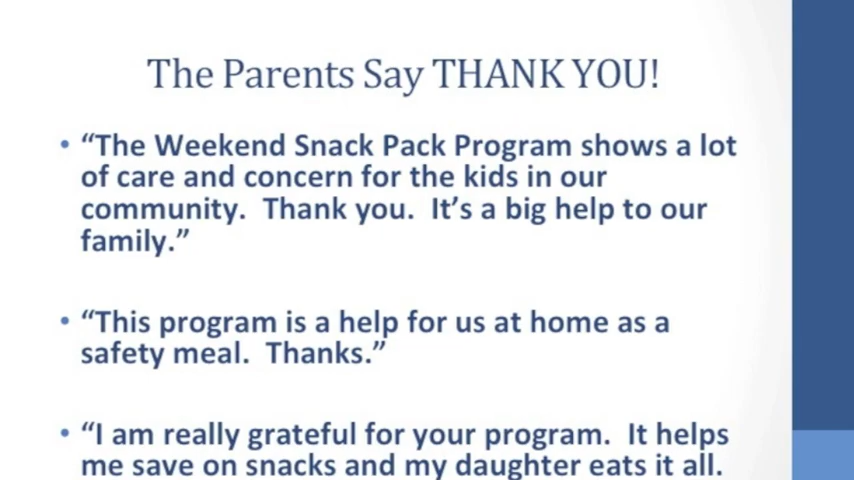 The Parents Say THANK YOU!
• “The Weekend Snack Pack Program shows a lot
of care and concern for the kids in our
community.  Thank you.  It’s a big help to our
family.”
• “This program is a help for us at home as a
safety meal.  Thanks.”
• “I am really grateful for your program.  It helps
me save on snacks and my daughter eats it all.